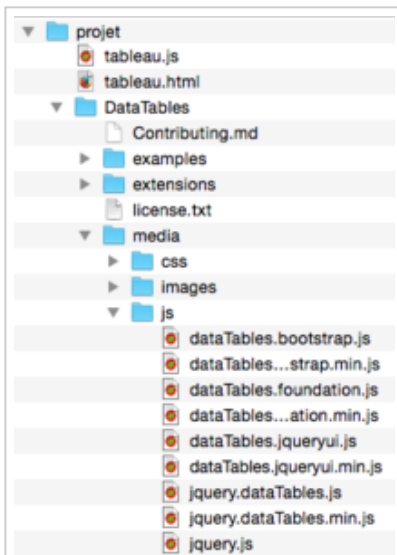 projet
tableau.js
tableau.html
DataTables
Contributing.md
examples
extensions
license.txt
media
css
images
js
dataTables.bootstrap.js
dataTables...strap.min.js
dataTables.foundation.js
dataTables...ation.min.js
dataTables.jqueryui.js
dataTables.jqueryui.min.js
jquery.dataTables.js
jquery.dataTables.min.js
jquery.js